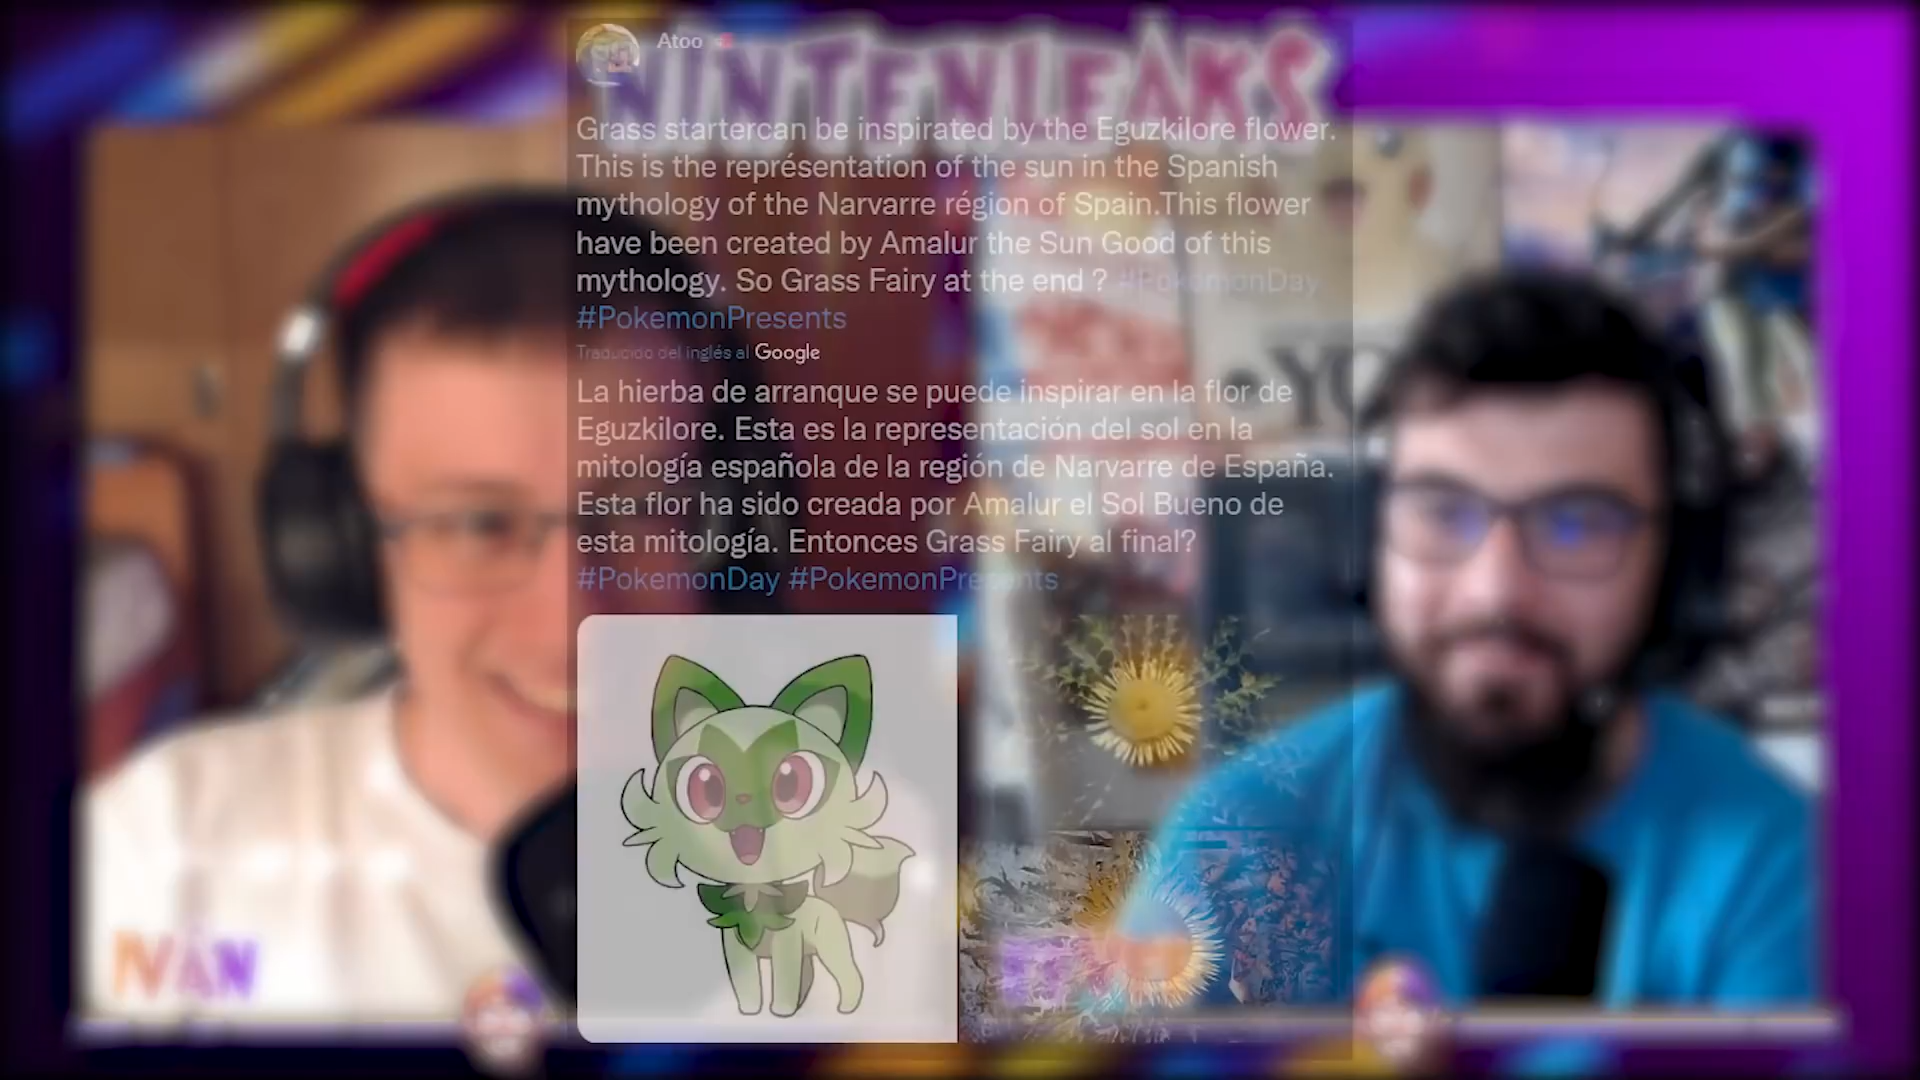 Atoo
NINTENLEAKS
Grass startercan be inspirated by the Eguzkilore flower.
This is the représentation of the sun in the Spanish
mythology of the Narvarre région of Spain.This flower
have been created by Amalur the Sun Good of this
mythology. So Grass Fairy at the end ? #PokemonDay
#PokemonPresents
Traducido del inglés al Google
La hierba de arranque se puede inspirar en la flor de
Eguzkilore. Esta es la representación del sol en la
mitología española de la región de Narvarre de España.
Esta flor ha sido creada por Amalur el Sol Bueno de
esta mitología. Entonces Grass Fairy al final?
#PokemonDay #PokemonPresents
IVÁN